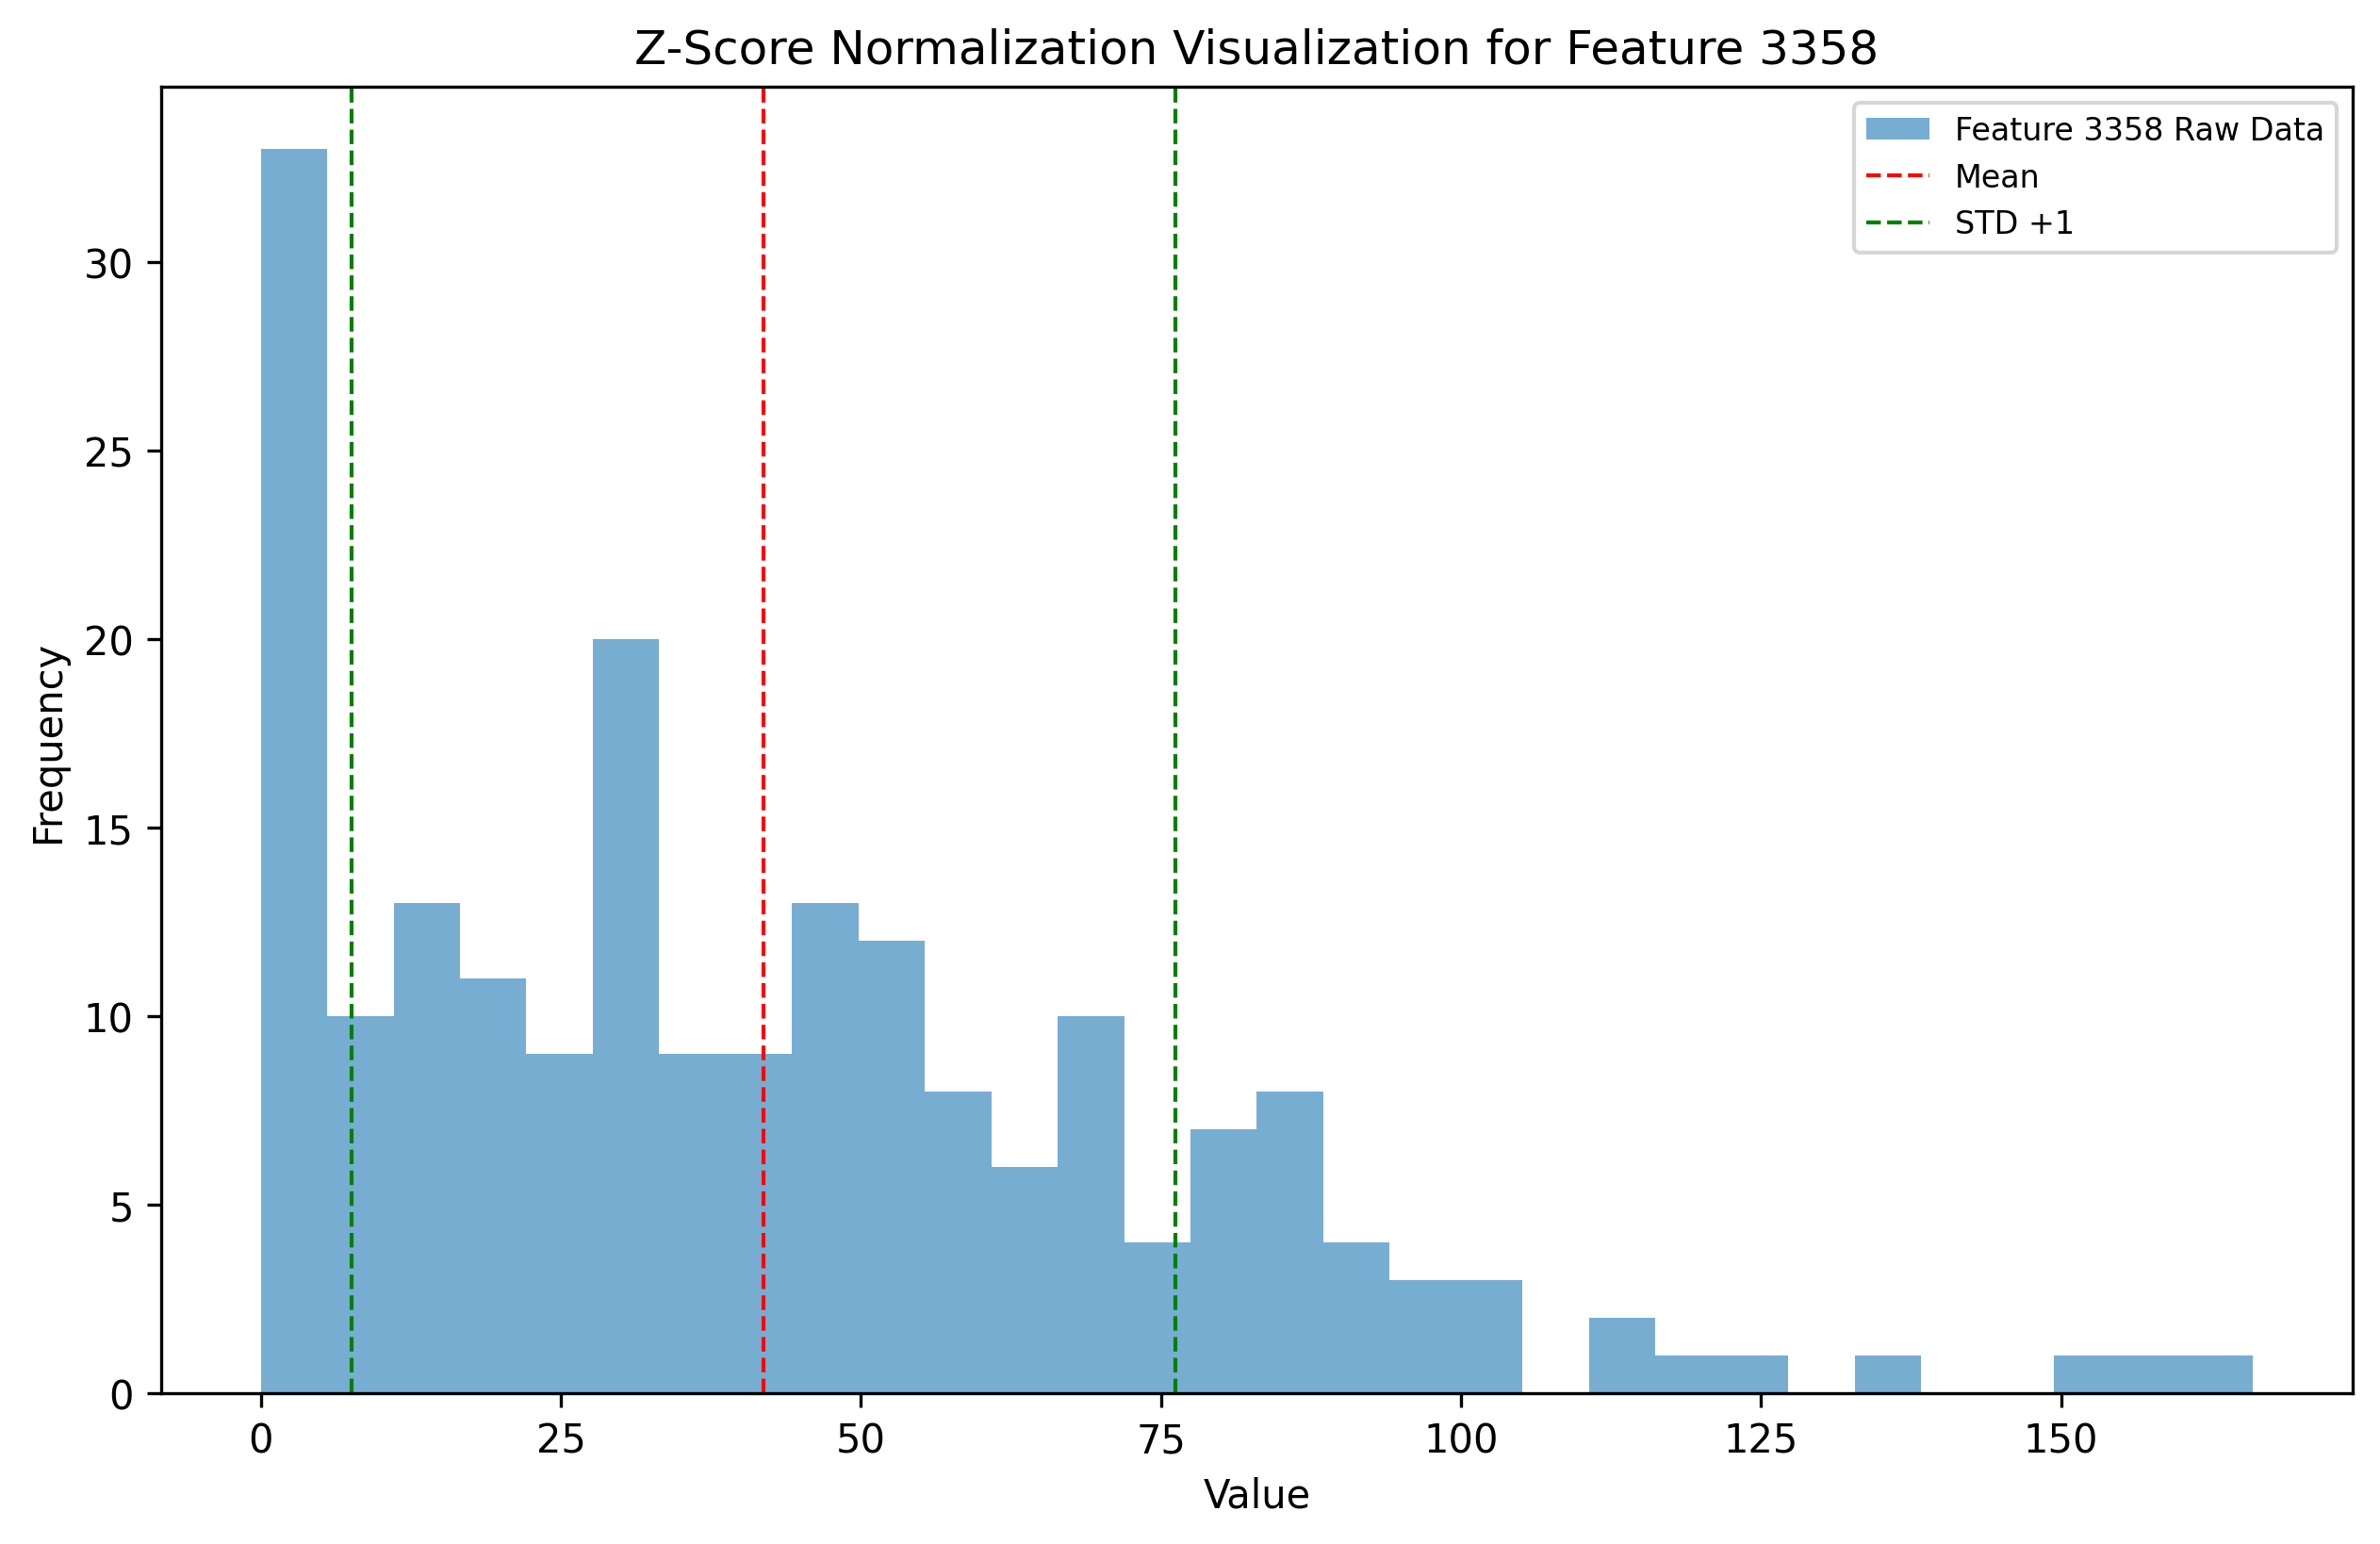 Z-Score Normalization Visualization for Feature 3358
Feature 3358 Raw Data
Mean
STD +1
Frequency
30
25
20
15
10
5
0
0 25 50 75 100 125 150
Value